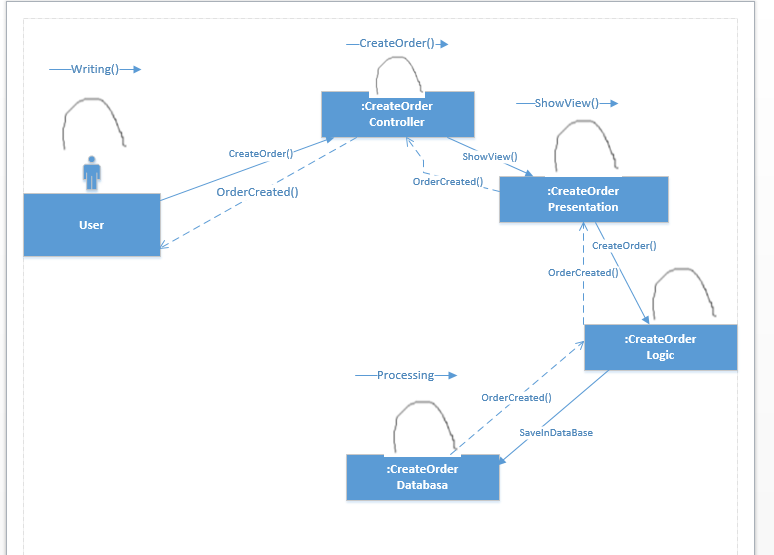 CreateOrder()
Writing()
:CreateOrder
Controller
ShowView()
CreateOrder()
ShowView()
OrderCreated()
OrderCreated()
:CreateOrder
Presentation
User
CreateOrder()
OrderCreated()
:CreateOrder
Logic
Processing
OrderCreated()
SaveInDataBase
:CreateOrder
Databasa